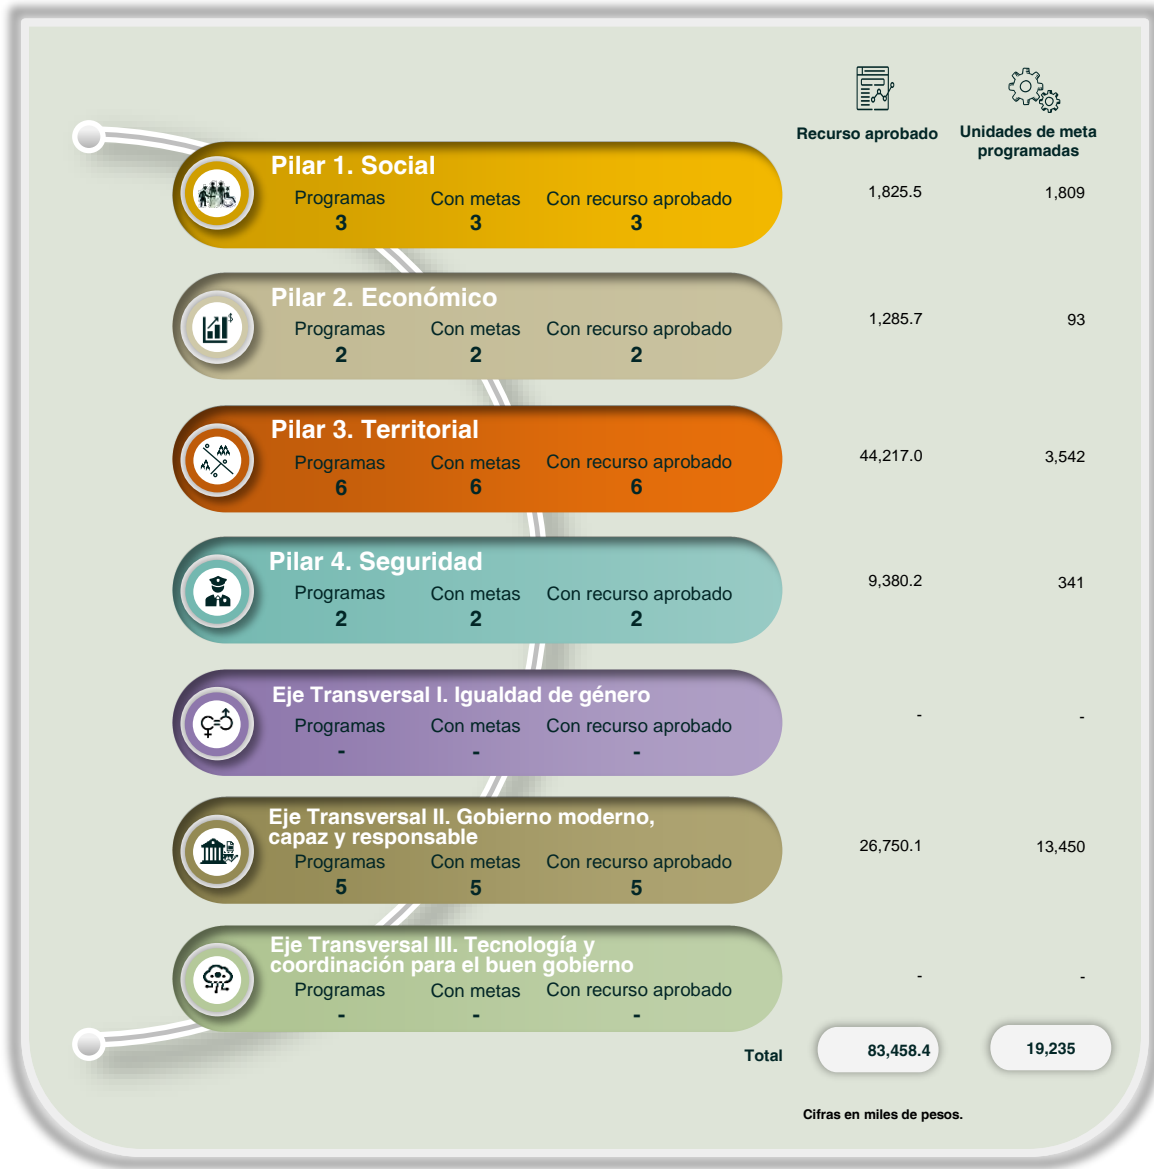 Recurso aprobado
Unidades de meta
programadas
Pilar 1. Social
Programas Con metas Con recurso aprobado
3 3 3
1,825.5 1,809
Pilar 2. Económico
Programas Con metas Con recurso aprobado
2 2 2
1,285.7 93
Pilar 3. Territorial
Programas Con metas Con recurso aprobado
6 6 6
44,217.0 3,542
Pilar 4. Seguridad
Programas Con metas Con recurso aprobado
2 2 2
9,380.2 341
Eje Transversal I. Igualdad de género
Programas Con metas Con recurso aprobado
- - -
- -
Eje Transversal II. Gobierno moderno,
capaz y responsable
Programas Con metas Con recurso aprobado
5 5 5
26,750.1 13,450
Eje Transversal III. Tecnología y
coordinación para el buen gobierno
Programas Con metas Con recurso aprobado
- - -
- -
Total 83,458.4 19,235
Cifras en miles de pesos.